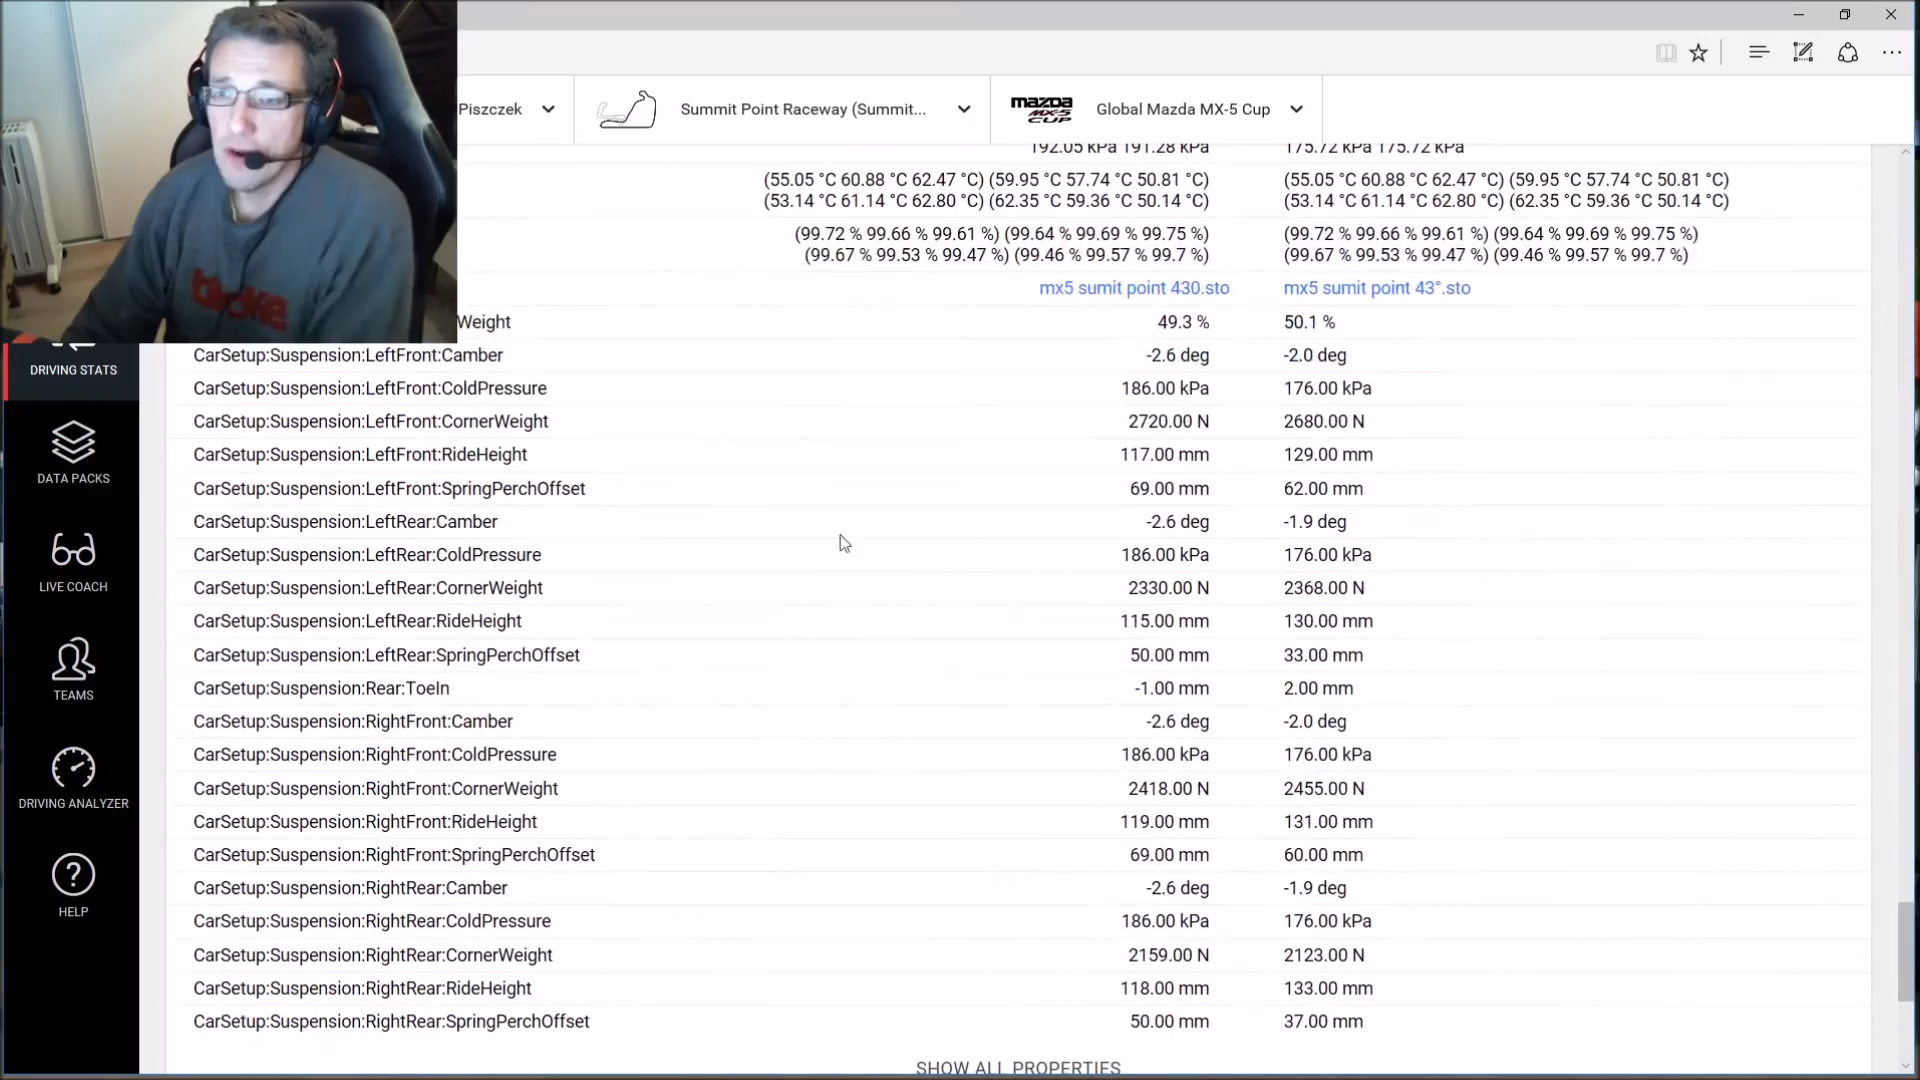 Piszczek
Summit Point Raceway (Summit...
mazda MX-5 CUP
Global Mazda MX-5 Cup
192.05 kPa 191.28 kPa 175.72 kPa 175.72 kPa
(55.05 °C 60.88 °C 62.47 °C) (59.95 °C 57.74 °C 50.81 °C) (55.05 °C 60.88 °C 62.47 °C) (59.95 °C 57.74 °C 50.81 °C)
(53.14 °C 61.14 °C 62.80 °C) (62.35 °C 59.36 °C 50.14 °C) (53.14 °C 61.14 °C 62.80 °C) (62.35 °C 59.36 °C 50.14 °C)
(99.72 % 99.66 % 99.61 %) (99.64 % 99.69 % 99.75 %) (99.72 % 99.66 % 99.61 %) (99.64 % 99.69 % 99.75 %)
(99.67 % 99.53 % 99.47 %) (99.46 % 99.57 % 99.7 %) (99.67 % 99.53 % 99.47 %) (99.46 % 99.57 % 99.7 %)
mx5 sumit point 430.sto mx5 sumit point 43°.sto
Weight 49.3 % 50.1 %
CarSetup:Suspension:LeftFront:Camber -2.6 deg -2.0 deg
CarSetup:Suspension:LeftFront:ColdPressure 186.00 kPa 176.00 kPa
CarSetup:Suspension:LeftFront:CornerWeight 2720.00 N 2680.00 N
CarSetup:Suspension:LeftFront:RideHeight 117.00 mm 129.00 mm
CarSetup:Suspension:LeftFront:SpringPerchOffset 69.00 mm 62.00 mm
CarSetup:Suspension:LeftRear:Camber -2.6 deg -1.9 deg
CarSetup:Suspension:LeftRear:ColdPressure 186.00 kPa 176.00 kPa
CarSetup:Suspension:LeftRear:CornerWeight 2330.00 N 2368.00 N
CarSetup:Suspension:LeftRear:RideHeight 115.00 mm 130.00 mm
CarSetup:Suspension:LeftRear:SpringPerchOffset 50.00 mm 33.00 mm
CarSetup:Suspension:Rear:ToeIn -1.00 mm 2.00 mm
CarSetup:Suspension:RightFront:Camber -2.6 deg -2.0 deg
CarSetup:Suspension:RightFront:ColdPressure 186.00 kPa 176.00 kPa
CarSetup:Suspension:RightFront:CornerWeight 2418.00 N 2455.00 N
CarSetup:Suspension:RightFront:RideHeight 119.00 mm 131.00 mm
CarSetup:Suspension:RightFront:SpringPerchOffset 69.00 mm 60.00 mm
CarSetup:Suspension:RightRear:Camber -2.6 deg -1.9 deg
CarSetup:Suspension:RightRear:ColdPressure 186.00 kPa 176.00 kPa
CarSetup:Suspension:RightRear:CornerWeight 2159.00 N 2123.00 N
CarSetup:Suspension:RightRear:RideHeight 118.00 mm 133.00 mm
CarSetup:Suspension:RightRear:SpringPerchOffset 50.00 mm 37.00 mm
SHOW ALL PROPERTIES
DRIVING STATS
DATA PACKS
LIVE COACH
TEAMS
DRIVING ANALYZER
HELP